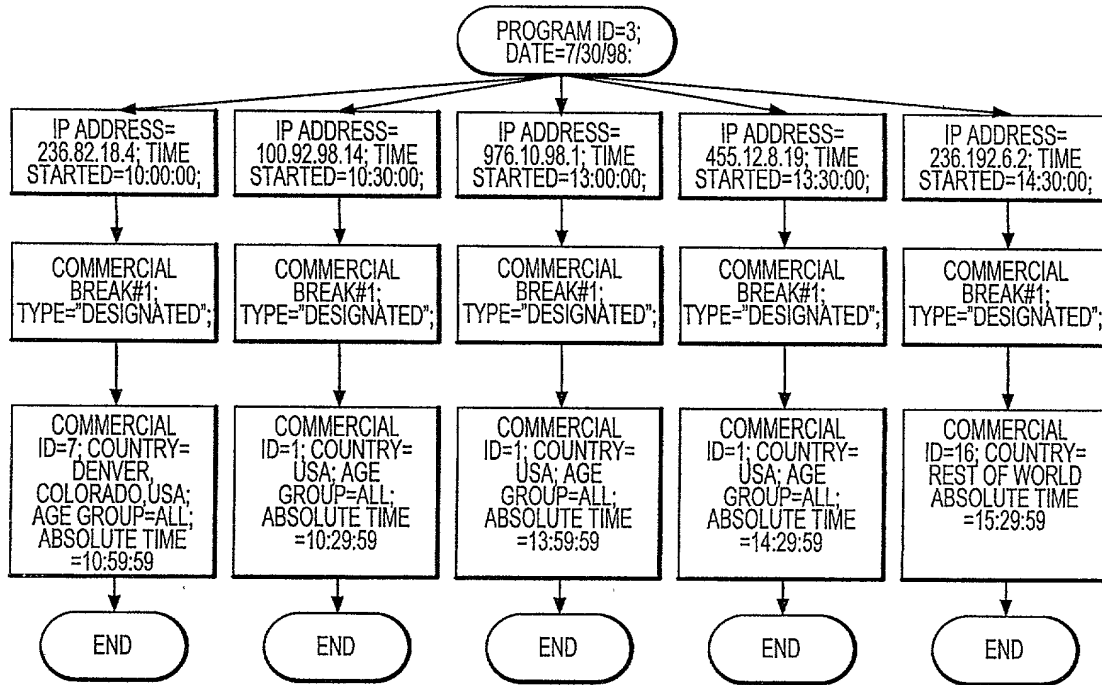 PROGRAM ID=3;
DATE=7/30/98:
IP ADDRESS=
236.82.18.4; TIME
STARTED=10:00:00;
IP ADDRESS=
100.92.98.14; TIME
STARTED=10:30:00;
IP ADDRESS=
976.10.98.1; TIME
STARTED=13:00:00;
IP ADDRESS=
455.12.8.19; TIME
STARTED=13:30:00;
IP ADDRESS=
236.192.6.2; TIME
STARTED=14:30:00;
COMMERCIAL
BREAK#1;
TYPE="DESIGNATED";
COMMERCIAL
BREAK#1;
TYPE="DESIGNATED";
COMMERCIAL
BREAK#1;
TYPE="DESIGNATED";
COMMERCIAL
BREAK#1;
TYPE="DESIGNATED";
COMMERCIAL
BREAK#1;
TYPE="DESIGNATED";
COMMERCIAL
ID=7; COUNTRY=
DENVER,
COLORADO,USA;
AGE GROUP=ALL;
ABSOLUTE TIME
=10:59:59
COMMERCIAL
ID=1; COUNTRY=
USA; AGE
GROUP=ALL;
ABSOLUTE TIME
=10:29:59
COMMERCIAL
ID=1; COUNTRY=
USA; AGE
GROUP=ALL;
ABSOLUTE TIME
=13:59:59
COMMERCIAL
ID=1; COUNTRY=
USA; AGE
GROUP=ALL;
ABSOLUTE TIME
=14:29:59
COMMERCIAL
ID=16; COUNTRY=
REST OF WORLD
ABSOLUTE TIME
=15:29:59
END
END
END
END
END